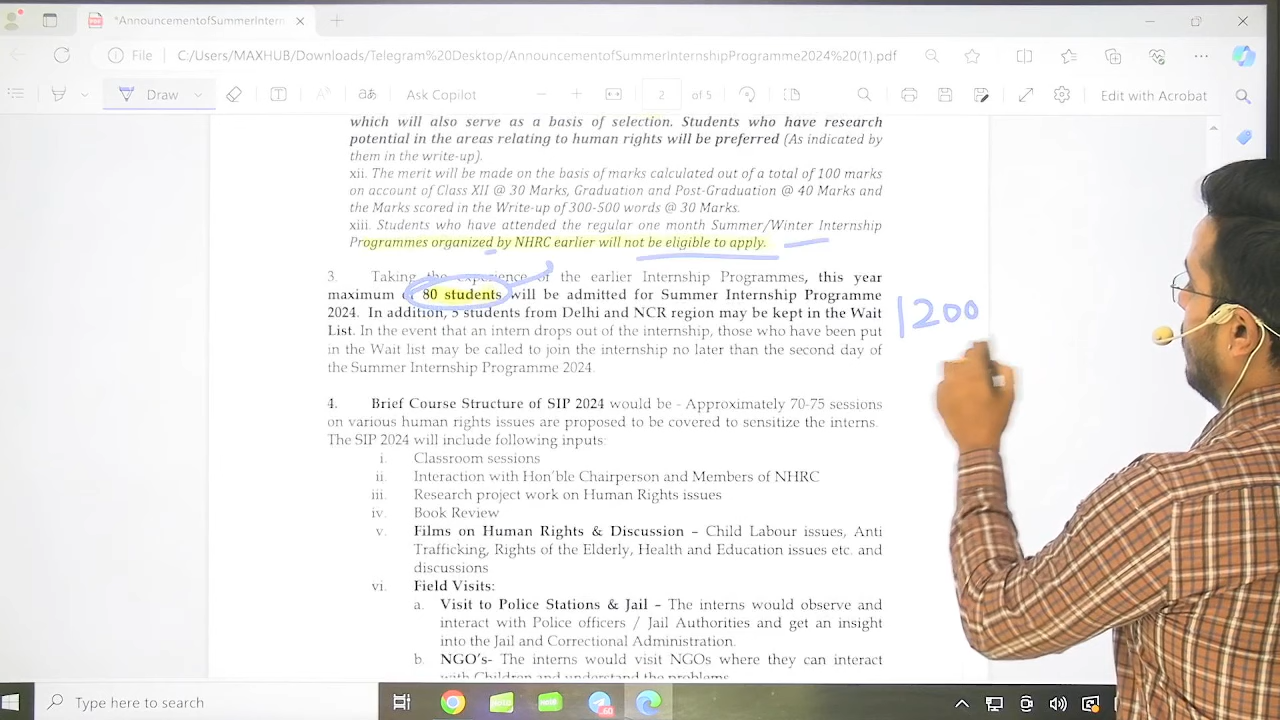 *AnnouncementofSummerIntern
File C:/Users/MAXHUB/Downloads/Telegram%20Desktop/AnnouncementofSummerInternshipProgramme2024%20(1).pdf
Draw Ask Copilot 2 of 5 Edit with Acrobat
which will also serve as a basis of selection. Students who have research
potential in the areas relating to human rights will be preferred (As indicated by
them in the write-up).
xii. The merit will be made on the basis of marks calculated out of a total of 100 marks
on account of Class XII @ 30 Marks, Graduation and Post-Graduation @ 40 Marks and
the Marks scored in the Write-up of 300-500 words @ 30 Marks.
xiii. Students who have attended the regular one month Summer/Winter Internship
Programmes organized by NHRC earlier will not be eligible to apply.
3. Taking the experience of the earlier Internship Programmes, this year
maximum of 80 students will be admitted for Summer Internship Programme
2024. In addition, 5 students from Delhi and NCR region may be kept in the Wait
List. In the event that an intern drops out of the internship, those who have been put
in the Wait list may be called to join the internship no later than the second day of
the Summer Internship Programme 2024.
1200
4. Brief Course Structure of SIP 2024 would be - Approximately 70-75 sessions
on various human rights issues are proposed to be covered to sensitize the interns.
The SIP 2024 will include following inputs:
i. Classroom sessions
ii. Interaction with Hon'ble Chairperson and Members of NHRC
iii. Research project work on Human Rights issues
iv. Book Review
v. Films on Human Rights & Discussion – Child Labour issues, Anti
Trafficking, Rights of the Elderly, Health and Education issues etc. and
discussions
vi. Field Visits:
a. Visit to Police Stations & Jail – The interns would observe and
interact with Police officers / Jail Authorities and get an insight
into the Jail and Correctional Administration.
b. NGO's- The interns would visit NGOs where they can interact
with Children and understand the problems
Type here to search